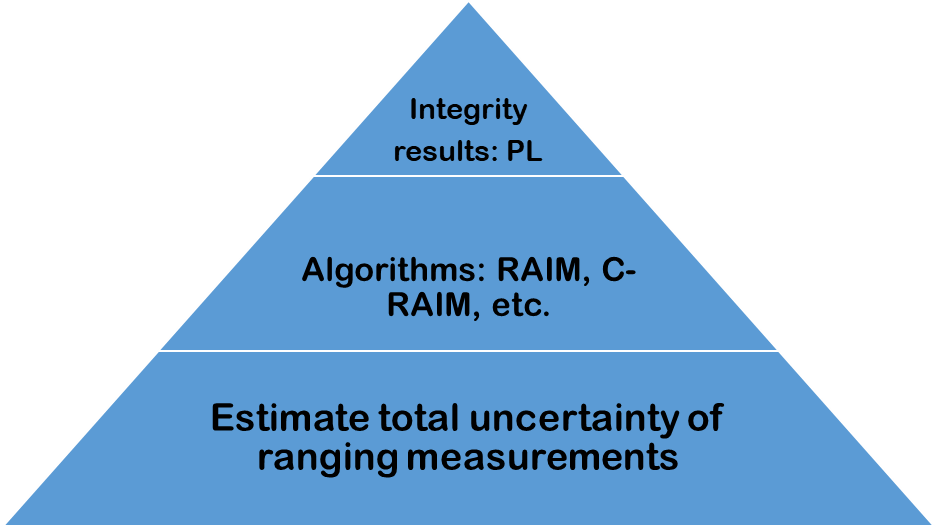 Integrity
results: PL
Algorithms: RAIM, C-
RAIM, etc.
Estimate total uncertainty of
ranging measurements